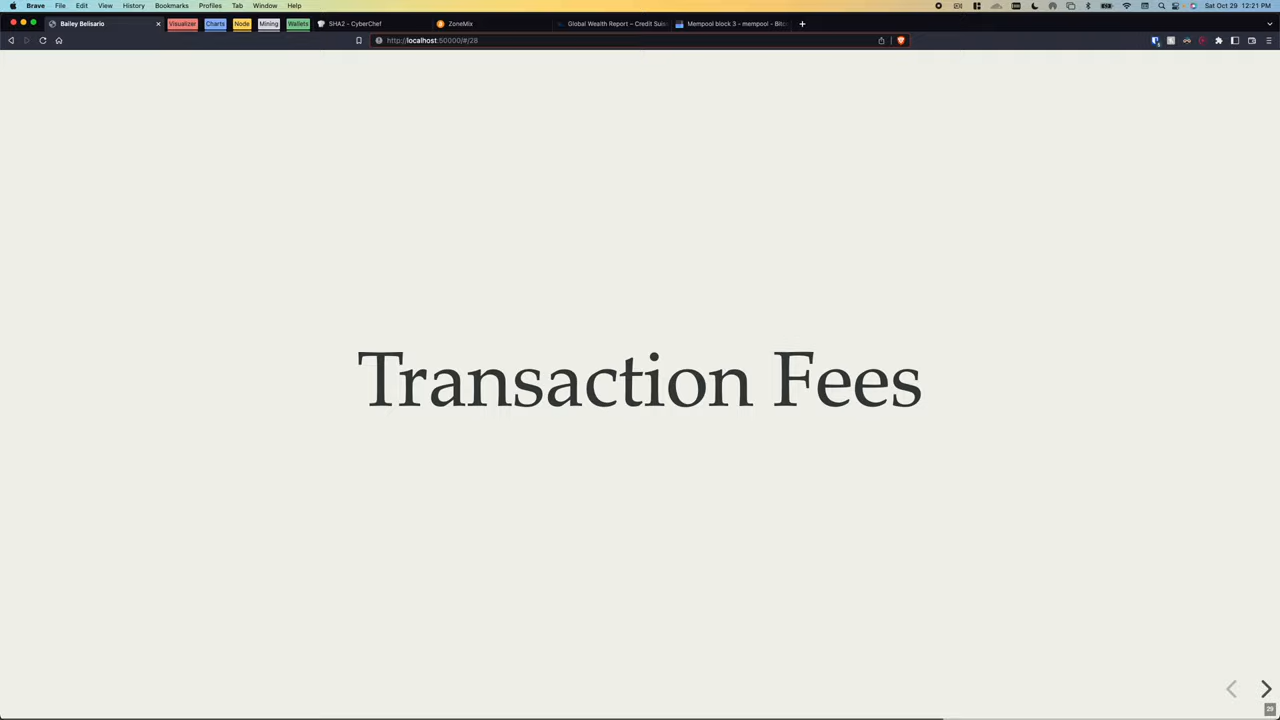 Brave File Edit View History Bookmarks Profiles Tab Window Help Sat Oct 29 12:21 PM
Bailey Belisario Visualizer Charts Node Mining Wallets SHA2 - CyberChef ZoneMix Global Wealth Report – Credit Suis Mempool block 3 - mempool - Bitc
http://localhost:50000/#/28
Transaction Fees
29